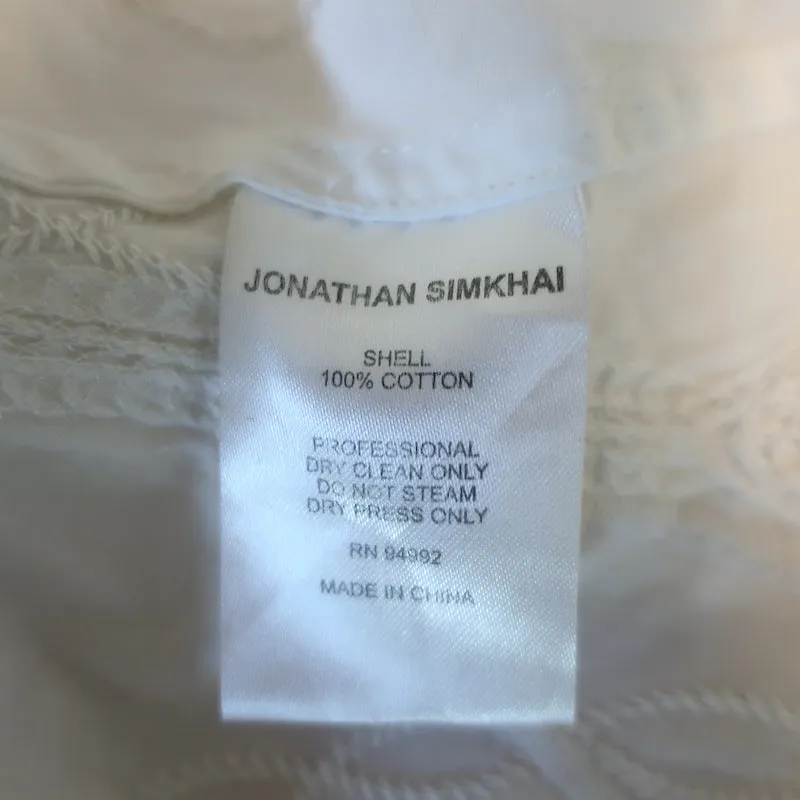 JONATHAN SIMKHAI
SHELL
100% COTTON
PROFESSIONAL
DRY CLEAN ONLY
DO NOT STEAM
DRY PRESS ONLY
RN 94992
MADE IN CHINA